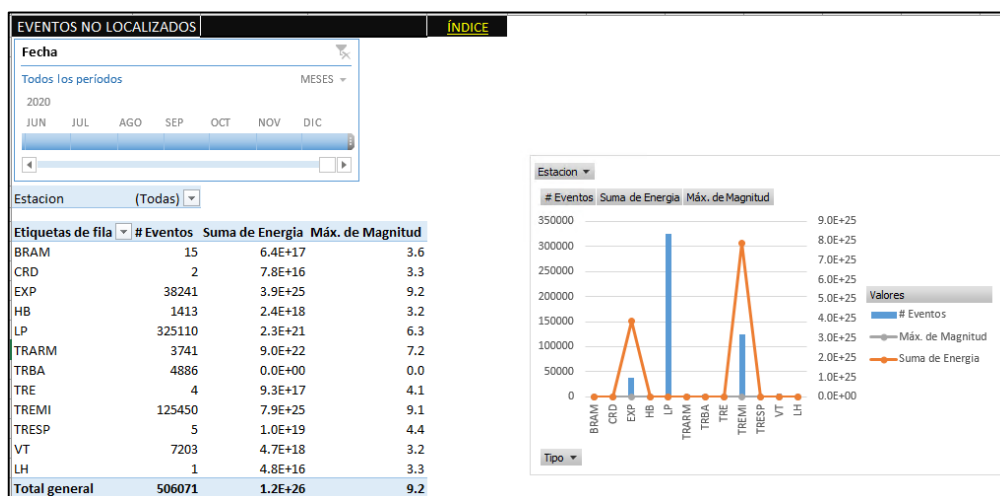 EVENTOS NO LOCALIZADOS ÍNDICE
Fecha
Todos los períodos MESES
2020
JUN JUL AGO SEP OCT NOV DIC
Estacion (Todas)
Etiquetas de fila # Eventos Suma de Energia Máx. de Magnitud
BRAM 15 6.4E+17 3.6
CRD 2 7.8E+16 3.3
EXP 38241 3.9E+25 9.2
HB 1413 2.4E+18 3.2
LP 325110 2.3E+21 6.3
TRARM 3741 9.0E+22 7.2
TRBA 4886 0.0E+00 0.0
TRE 4 9.3E+17 4.1
TREMI 125450 7.9E+25 9.1
TRESP 5 1.0E+19 4.4
VT 7203 4.7E+18 3.2
LH 1 4.8E+16 3.3
Total general 506071 1.2E+26 9.2
Estacion
# Eventos Suma de Energia Máx. de Magnitud
350000
300000
250000
200000
150000
100000
50000
0
9.0E+25
8.0E+25
7.0E+25
6.0E+25
5.0E+25
4.0E+25
3.0E+25
2.0E+25
1.0E+25
0.0E+00
BRAM
CRD
EXP
HB
LP
TRARM
TRBA
TRE
TREMI
TRESP
VT
LH
Valores
# Eventos
Máx. de Magnitud
Suma de Energia
Tipo